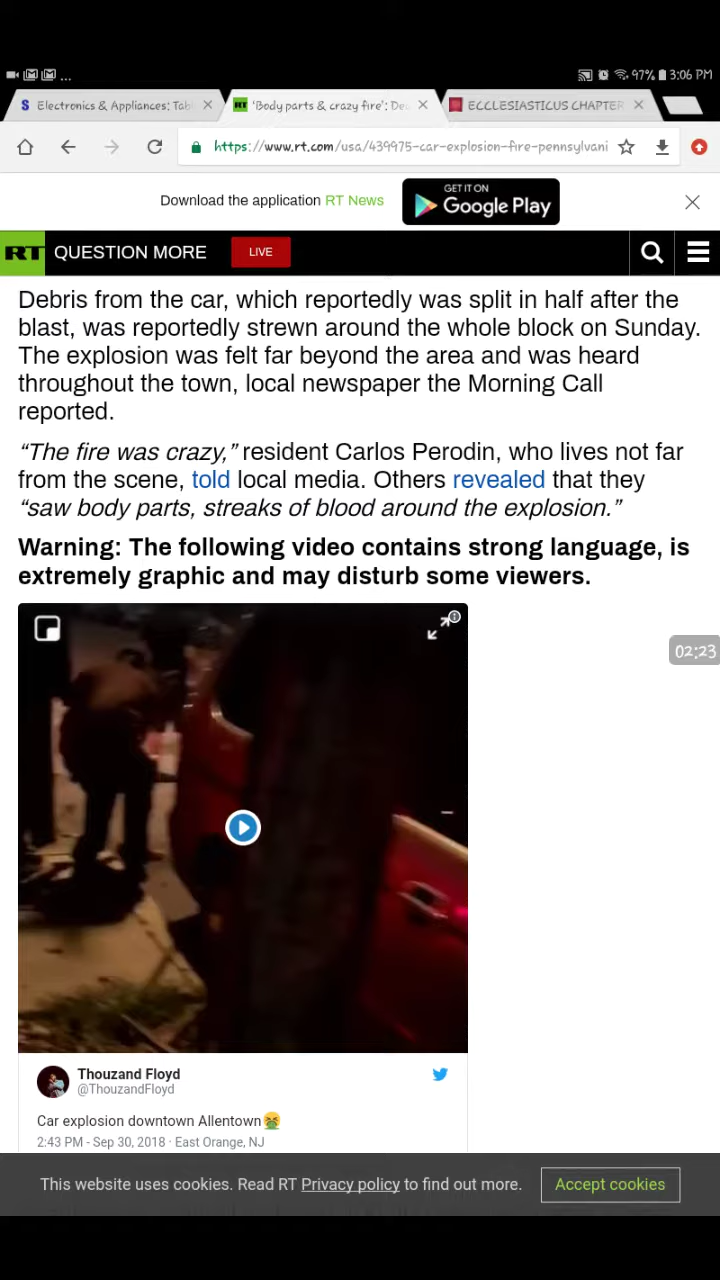 ... 97% 3:06 PM
S Electronics & Appliances: Tab
RT 'Body parts & crazy fire': De
ECCLESIASTICUS CHAPTER
https://www.rt.com/usa/439975-car-explosion-fire-pennsylvani
Download the application RT News
GET IT ON
Google Play
RT QUESTION MORE LIVE
Debris from the car, which reportedly was split in half after the
blast, was reportedly strewn around the whole block on Sunday.
The explosion was felt far beyond the area and was heard
throughout the town, local newspaper the Morning Call
reported.
“The fire was crazy,” resident Carlos Perodin, who lives not far
from the scene, told local media. Others revealed that they
“saw body parts, streaks of blood around the explosion.”
Warning: The following video contains strong language, is
extremely graphic and may disturb some viewers.
02:23
Thouzand Floyd
@ThouzandFloyd
Car explosion downtown Allentown🤮
2:43 PM - Sep 30, 2018 · East Orange, NJ
This website uses cookies. Read RT Privacy policy to find out more.
Accept cookies